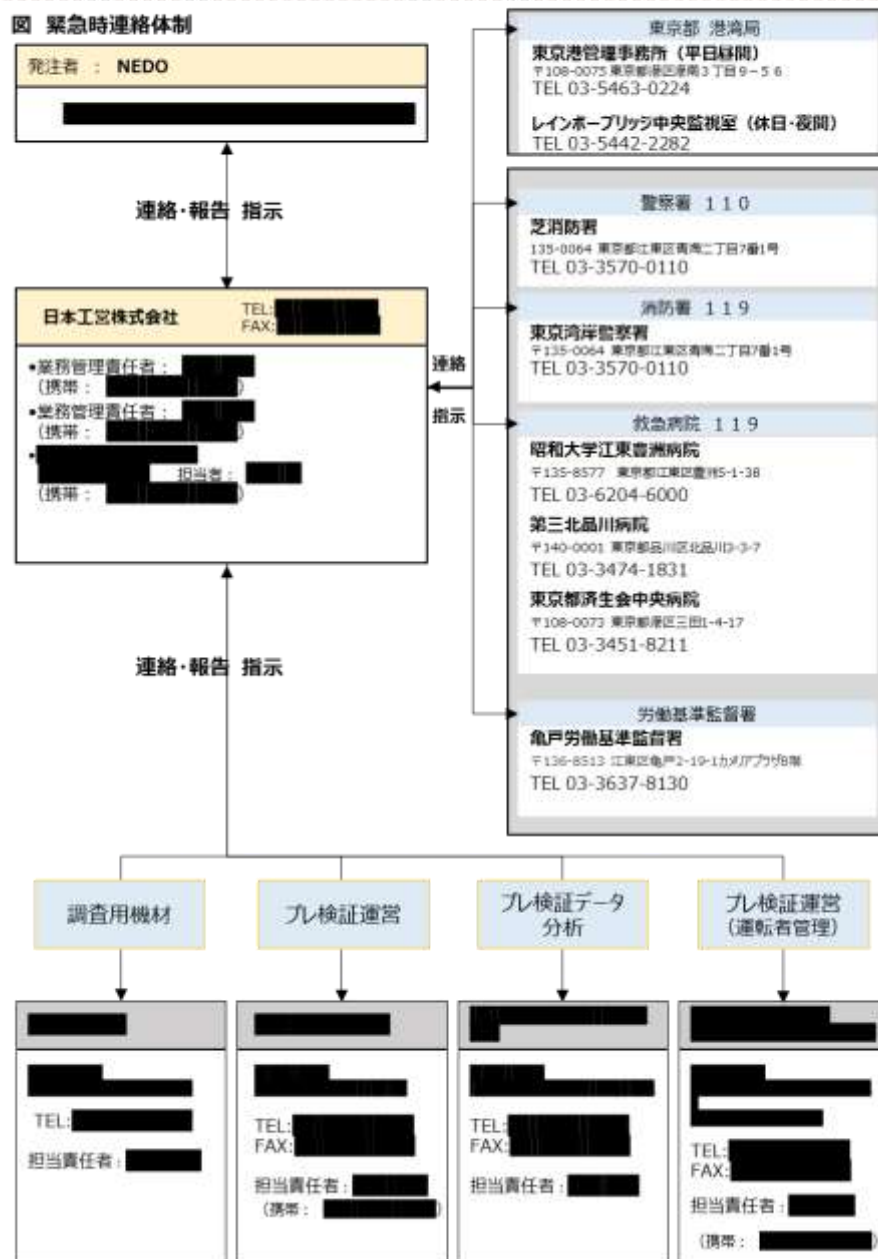 図 緊急時連絡体制
発注者 : NEDO
連絡・報告 指示
日本工営株式会社
TEL:
FAX:
•業務管理責任者:
(携帯: )
•業務管理責任者:
(携帯: )
•
担当者:
(携帯: )
連絡
指示
連絡・報告 指示
東京都 港湾局
東京港管理事務所(平日昼間)
〒108-0075 東京都港区港南3丁目9-56
TEL 03-5463-0224
レインボーブリッジ中央監視室(休日・夜間)
TEL 03-5442-2282
警察署 110
芝消防署
135-0064 東京都江東区青海二丁目7番1号
TEL 03-3570-0110
消防署 119
東京湾岸警察署
〒135-0064 東京都江東区青海二丁目7番1号
TEL 03-3570-0110
救急病院 119
昭和大学江東豊洲病院
〒135-8577 東京都江東区豊洲5-1-38
TEL 03-6204-6000
第三北品川病院
〒140-0001 東京都品川区北品川3-3-7
TEL 03-3474-1831
東京都済生会中央病院
〒108-0073 東京都港区三田1-4-17
TEL 03-3451-8211
労働基準監督署
亀戸労働基準監督署
〒136-8513 江東区亀戸2-19-1カメリアプラザ8階
TEL 03-3637-8130
調査用機材
プレ検証運営
プレ検証データ
分析
プレ検証運営
(運転者管理)
TEL:
担当責任者:
TEL:
FAX:
担当責任者:
(携帯: )
TEL:
FAX:
担当責任者:
TEL:
FAX:
担当責任者:
(携帯: )